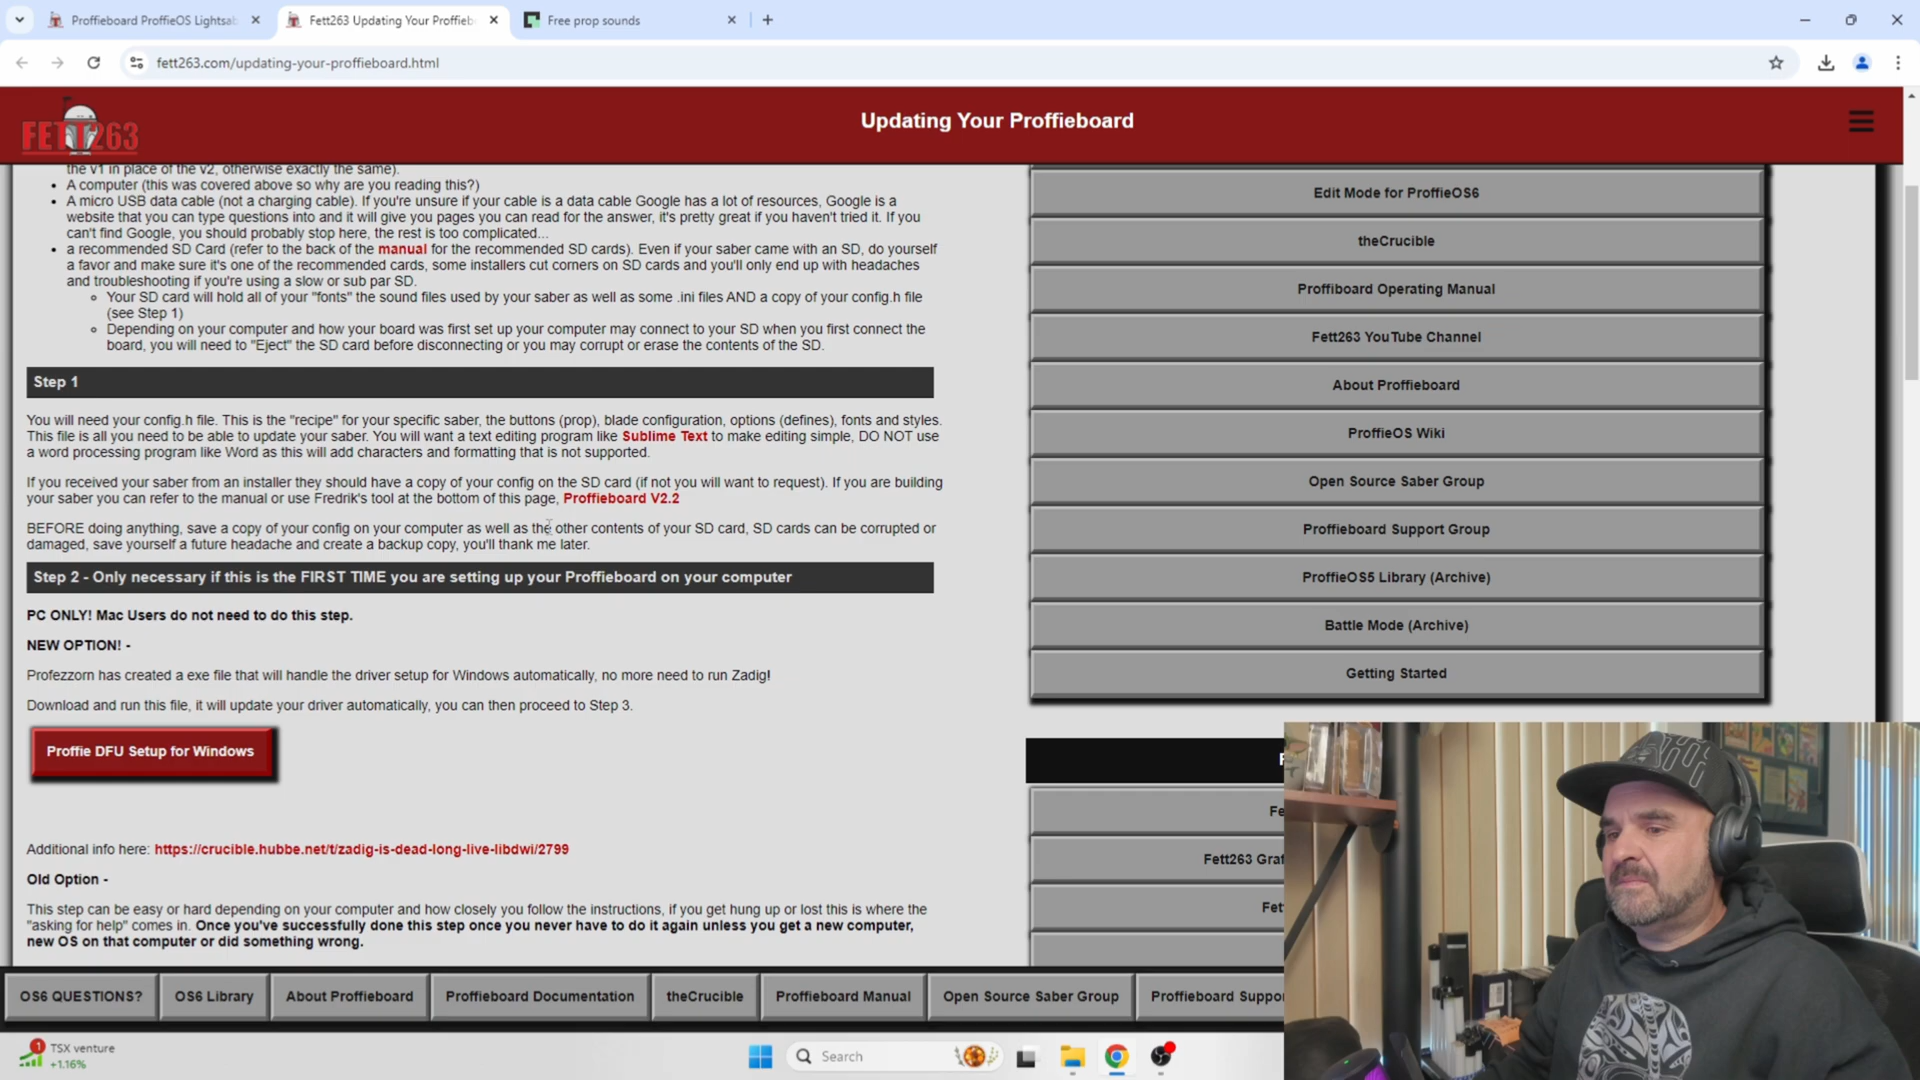 Proffieboard ProffieOS Lightsab
Fett263 Updating Your Proffieb
Free prop sounds
fett263.com/updating-your-proffieboard.html
FETT263
Updating Your Proffieboard
the v1 in place of the v2, otherwise exactly the same).
A computer (this was covered above so why are you reading this?)
A micro USB data cable (not a charging cable). If you're unsure if your cable is a data cable Google has a lot of resources, Google is a
website that you can type questions into and it will give you pages you can read for the answer, it's pretty great if you haven't tried it. If you
can't find Google, you should probably stop here, the rest is too complicated...
a recommended SD Card (refer to the back of the manual for the recommended SD cards). Even if your saber came with an SD, do yourself
a favor and make sure it's one of the recommended cards, some installers cut corners on SD cards and you'll only end up with headaches
and troubleshooting if you're using a slow or sub par SD.
Your SD card will hold all of your "fonts" the sound files used by your saber as well as some .ini files AND a copy of your config.h file
(see Step 1)
Depending on your computer and how your board was first set up your computer may connect to your SD when you first connect the
board, you will need to "Eject" the SD card before disconnecting or you may corrupt or erase the contents of the SD.
Step 1
You will need your config.h file. This is the "recipe" for your specific saber, the buttons (prop), blade configuration, options (defines), fonts and styles.
This file is all you need to be able to update your saber. You will want a text editing program like Sublime Text to make editing simple, DO NOT use
a word processing program like Word as this will add characters and formatting that is not supported.
If you received your saber from an installer they should have a copy of your config on the SD card (if not you will want to request). If you are building
your saber you can refer to the manual or use Fredrik's tool at the bottom of this page, Proffieboard V2.2
BEFORE doing anything, save a copy of your config on your computer as well as the other contents of your SD card, SD cards can be corrupted or
damaged, save yourself a future headache and create a backup copy, you'll thank me later.
Step 2 - Only necessary if this is the FIRST TIME you are setting up your Proffieboard on your computer
PC ONLY! Mac Users do not need to do this step.
NEW OPTION! -
Profezzorn has created a exe file that will handle the driver setup for Windows automatically, no more need to run Zadig!
Download and run this file, it will update your driver automatically, you can then proceed to Step 3.
Proffie DFU Setup for Windows
Additional info here: https://crucible.hubbe.net/t/zadig-is-dead-long-live-libdwi/2799
Old Option -
This step can be easy or hard depending on your computer and how closely you follow the instructions, if you get hung up or lost this is where the
"asking for help" comes in. Once you've successfully done this step once you never have to do it again unless you get a new computer,
new OS on that computer or did something wrong.
Edit Mode for ProffieOS6
theCrucible
Proffiboard Operating Manual
Fett263 YouTube Channel
About Proffieboard
ProffieOS Wiki
Open Source Saber Group
Proffieboard Support Group
ProffieOS5 Library (Archive)
Battle Mode (Archive)
Getting Started
F
Fe
Fett263 Graf
Fet
OS6 QUESTIONS?
OS6 Library
About Proffieboard
Proffieboard Documentation
theCrucible
Proffieboard Manual
Open Source Saber Group
Proffieboard Suppo
1
TSX venture
+1.16%
Search